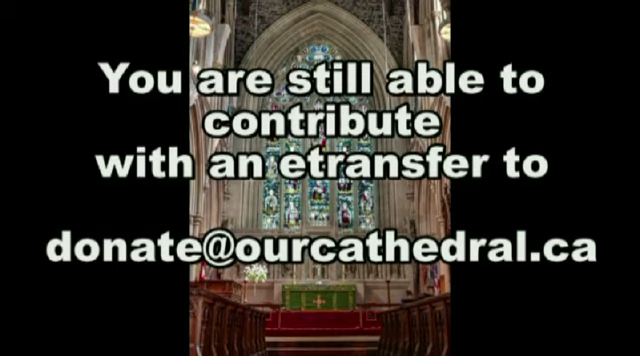 You are still able to
contribute
with an etransfer to
donate@ourcathedral.ca